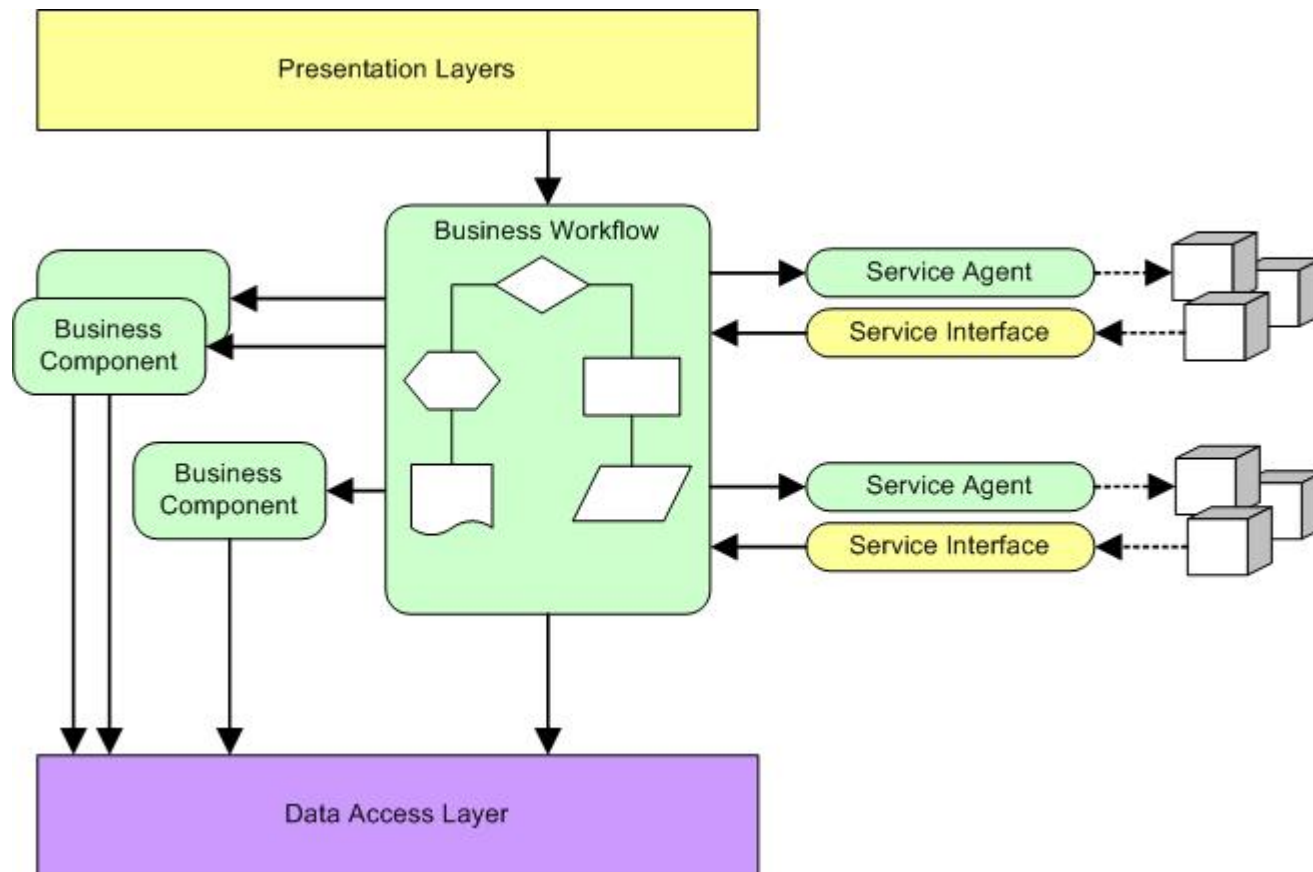 Presentation Layers
Business Workflow
Service Agent
Service Interface
Business
Component
Business
Component
Service Agent
Service Interface
Data Access Layer